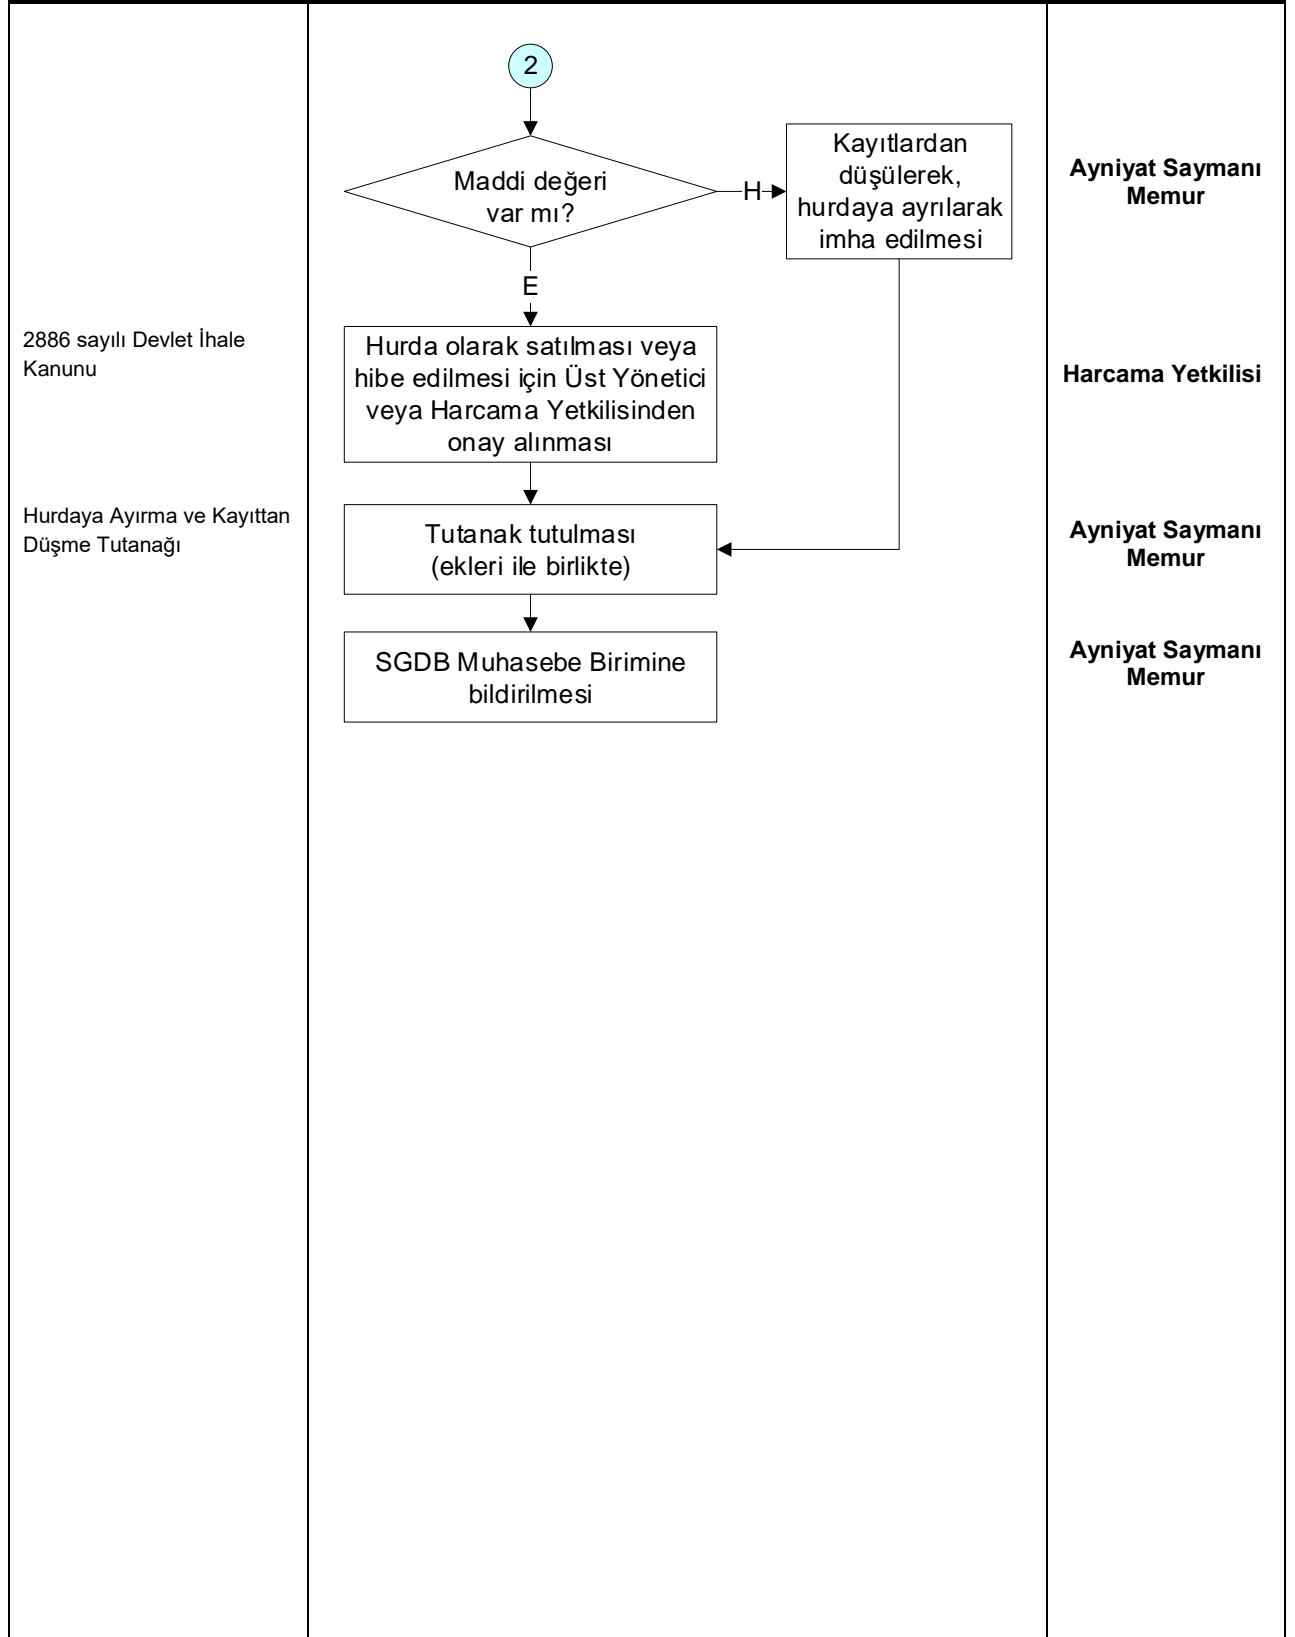 2
Maddi değeri
var mı?
H
Kayıtlardan
düşülerek,
hurdaya ayrılarak
imha edilmesi
Ayniyat Saymanı
Memur
E
2886 sayılı Devlet İhale
Kanunu
Hurda olarak satılması veya
hibe edilmesi için Üst Yönetici
veya Harcama Yetkilisinden
onay alınması
Harcama Yetkilisi
Hurdaya Ayırma ve Kayıttan
Düşme Tutanağı
Tutanak tutulması
(ekleri ile birlikte)
Ayniyat Saymanı
Memur
SGDB Muhasebe Birimine
bildirilmesi
Ayniyat Saymanı
Memur